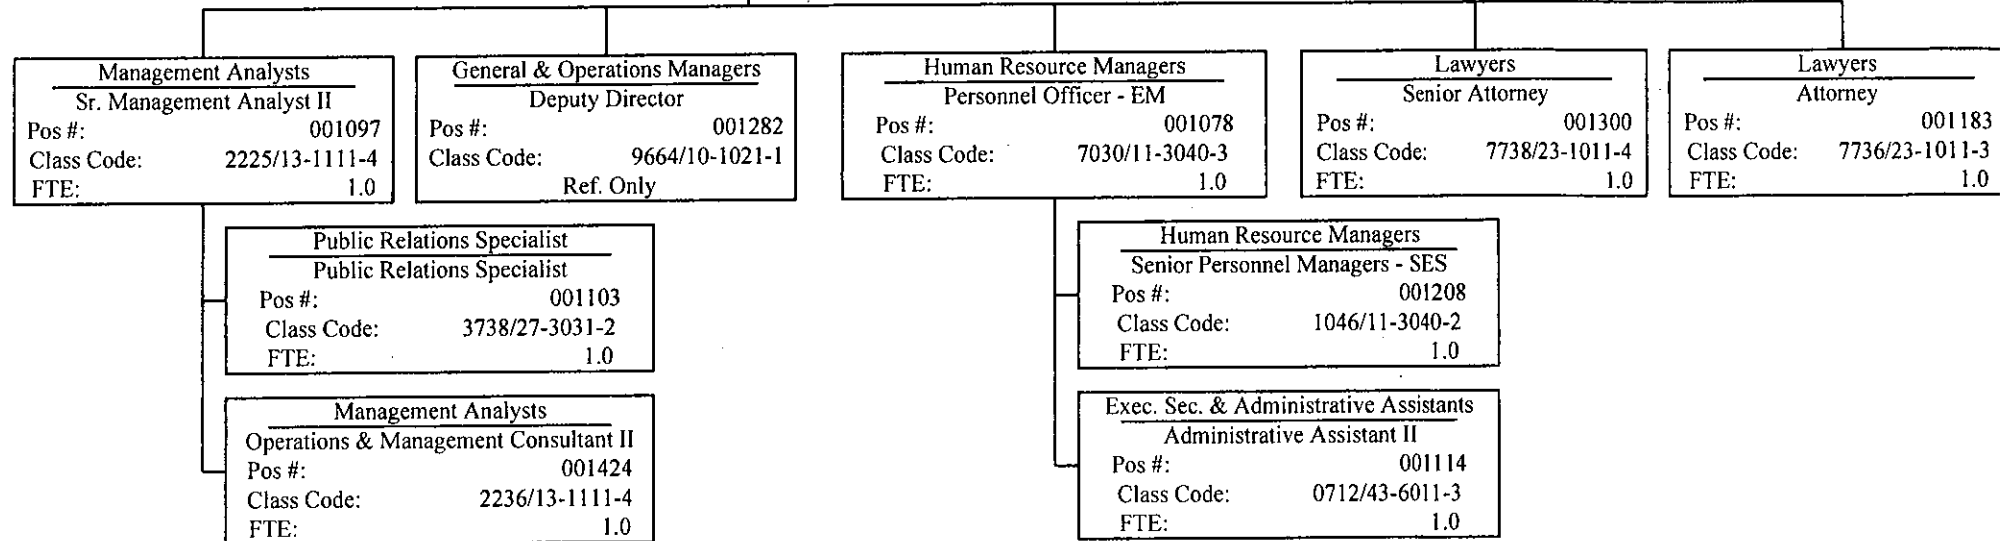 Management Analysts
Sr. Management Analyst II
Pos #: 001097
Class Code: 2225/13-1111-4
FTE: 1.0
General & Operations Managers
Deputy Director
Pos #: 001282
Class Code: 9664/10-1021-1
Ref. Only
Human Resource Managers
Personnel Officer - EM
Pos #: 001078
Class Code: 7030/11-3040-3
FTE: 1.0
Lawyers
Senior Attorney
Pos #: 001300
Class Code: 7738/23-1011-4
FTE: 1.0
Lawyers
Attorney
Pos #: 001183
Class Code: 7736/23-1011-3
FTE: 1.0
Public Relations Specialist
Public Relations Specialist
Pos #: 001103
Class Code: 3738/27-3031-2
FTE: 1.0
Human Resource Managers
Senior Personnel Managers - SES
Pos #: 001208
Class Code: 1046/11-3040-2
FTE: 1.0
Management Analysts
Operations & Management Consultant II
Pos #: 001424
Class Code: 2236/13-1111-4
FTE: 1.0
Exec. Sec. & Administrative Assistants
Administrative Assistant II
Pos #: 001114
Class Code: 0712/43-6011-3
FTE: 1.0